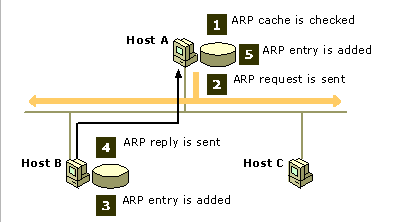 1 ARP cache is checked
Host A
5 ARP entry is added
2 ARP request is sent
4 ARP reply is sent
Host B
Host C
3 ARP entry is added